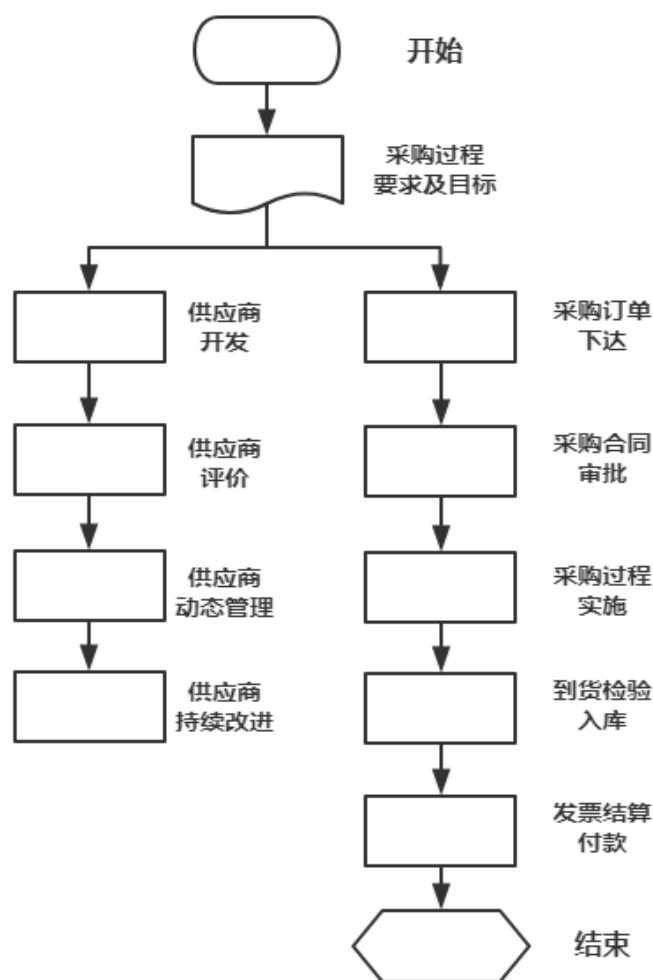 开始
采购过程
要求及目标
供应商
开发
采购订单
下达
供应商
评价
采购合同
审批
供应商
动态管理
采购过程
实施
供应商
持续改进
到货检验
入库
发票结算
付款
结束